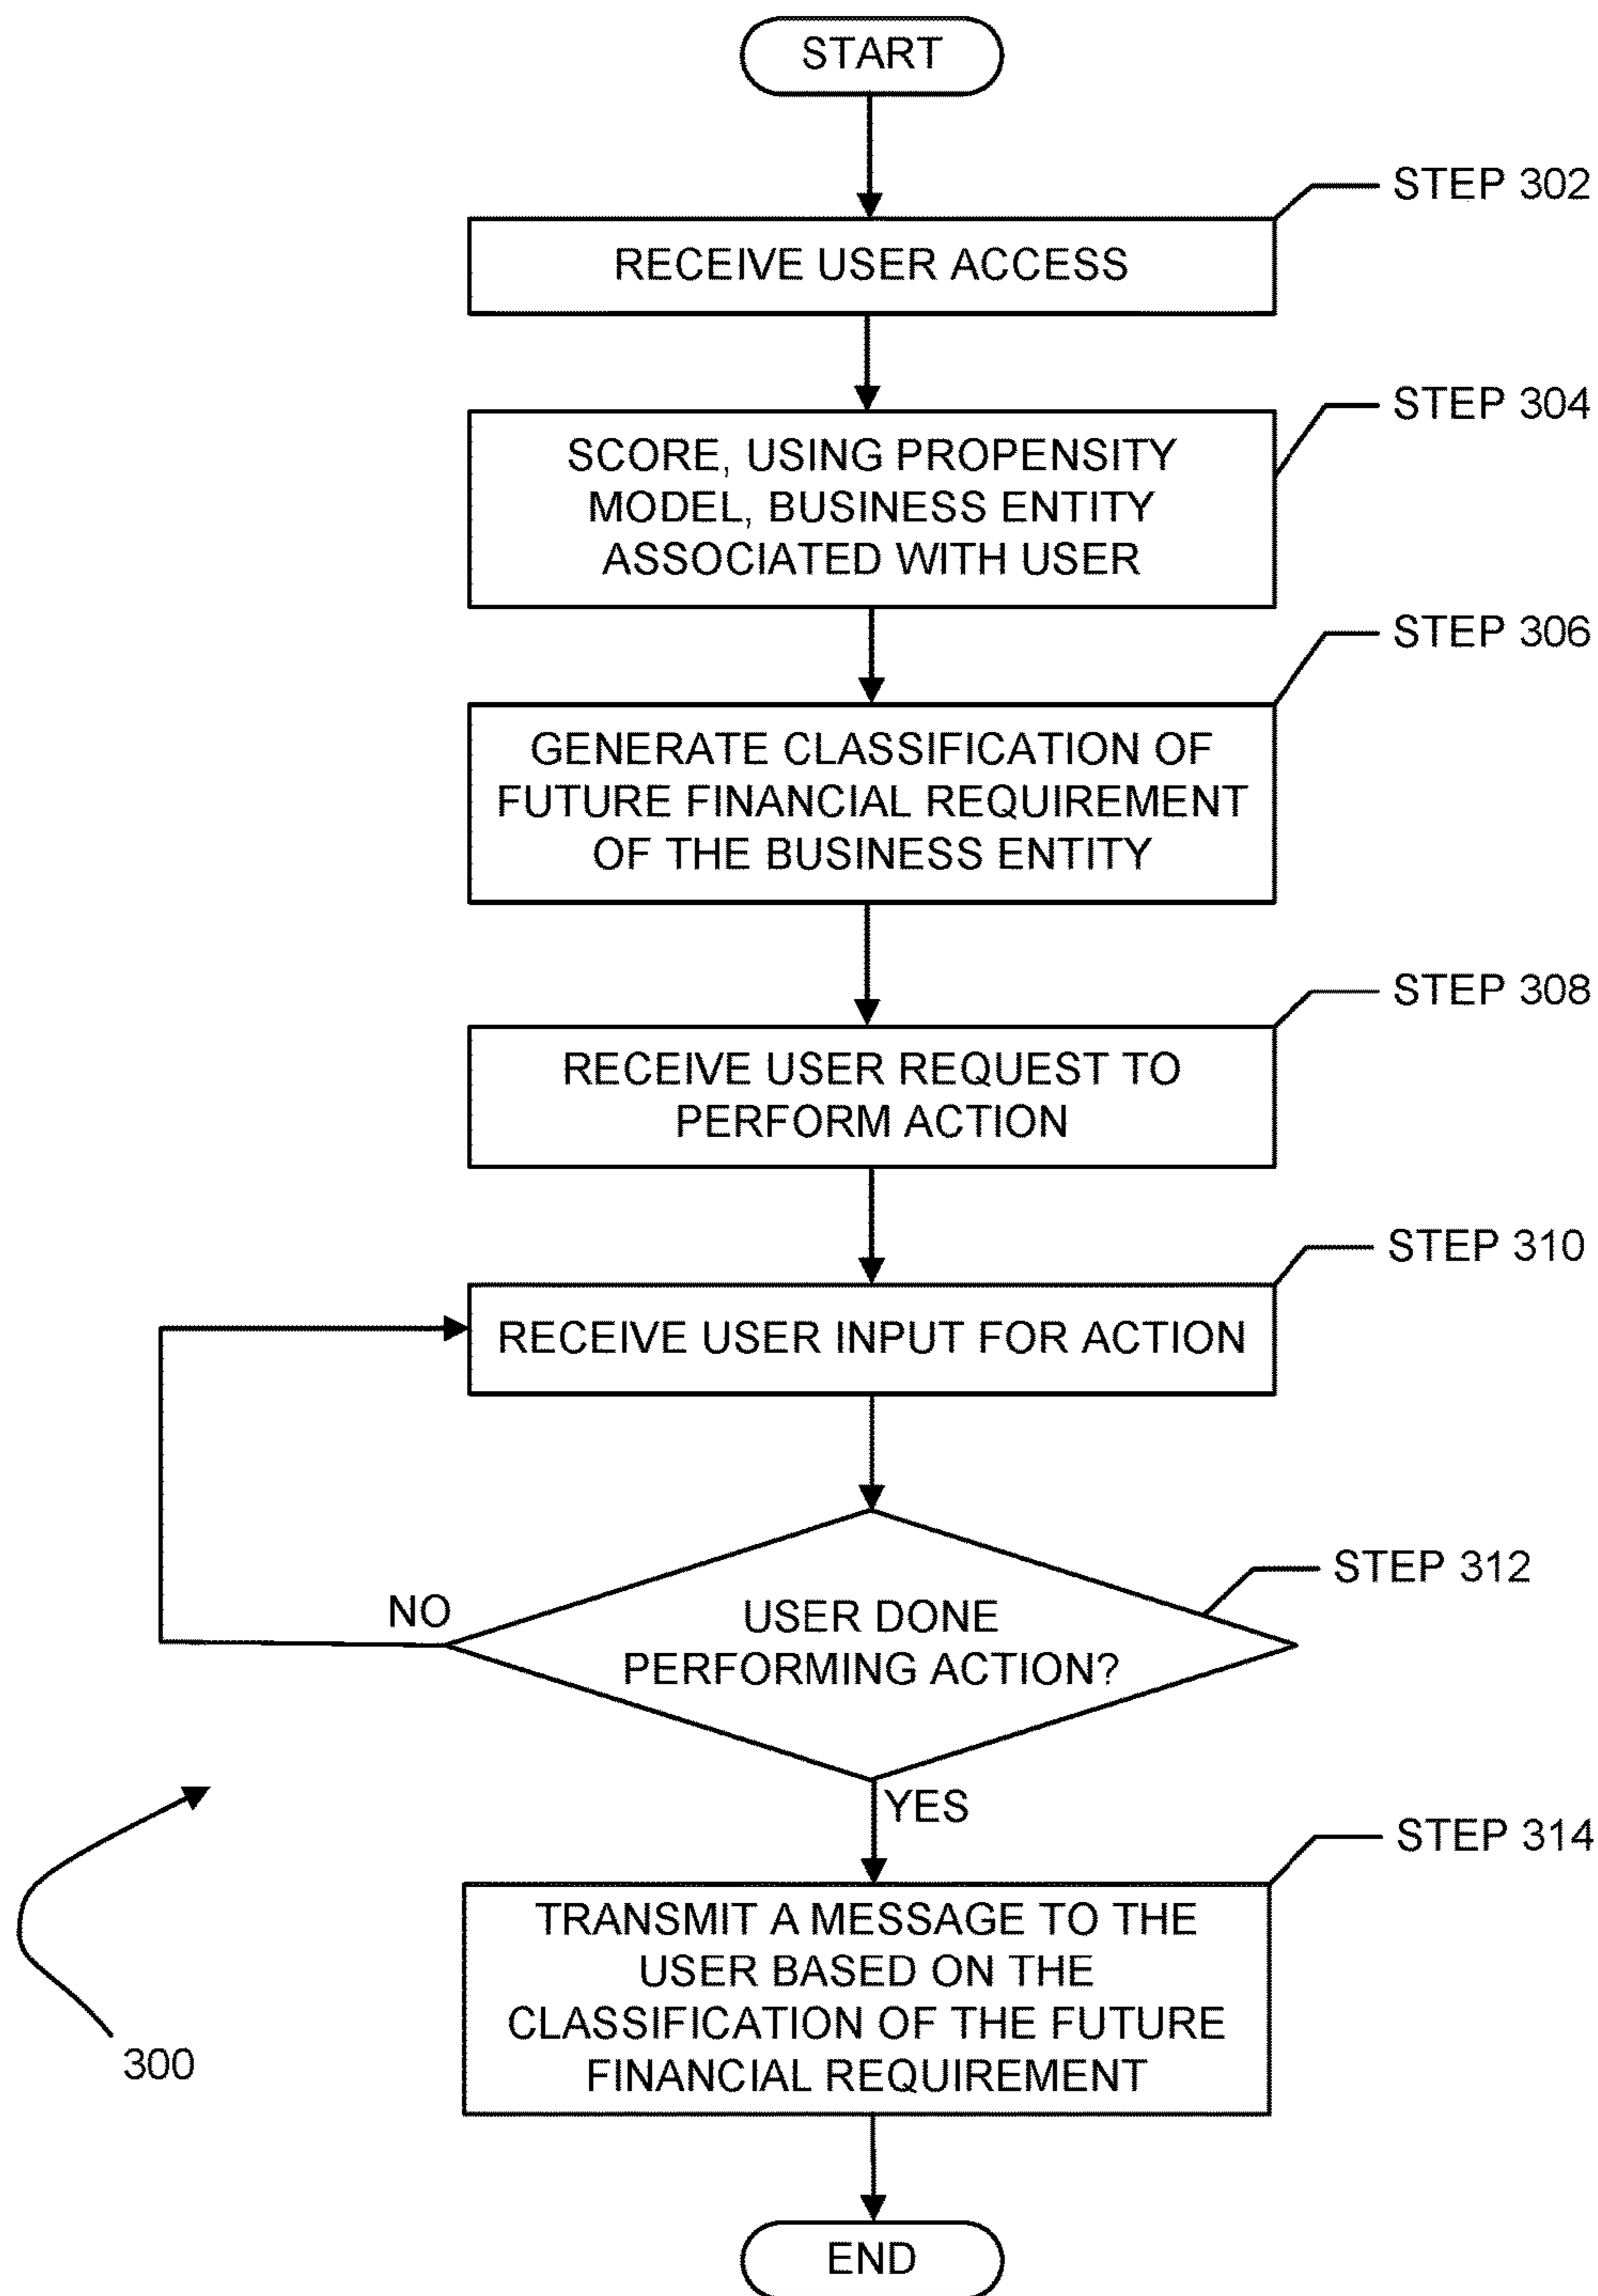 START
STEP 302
RECEIVE USER ACCESS
STEP 304
SCORE, USING PROPENSITY
MODEL, BUSINESS ENTITY
ASSOCIATED WITH USER
STEP 306
GENERATE CLASSIFICATION OF
FUTURE FINANCIAL REQUIREMENT
OF THE BUSINESS ENTITY
STEP 308
RECEIVE USER REQUEST TO
PERFORM ACTION
STEP 310
RECEIVE USER INPUT FOR ACTION
STEP 312
NO
USER DONE
PERFORMING ACTION?
YES
STEP 314
TRANSMIT A MESSAGE TO THE
USER BASED ON THE
CLASSIFICATION OF THE FUTURE
FINANCIAL REQUIREMENT
300
END